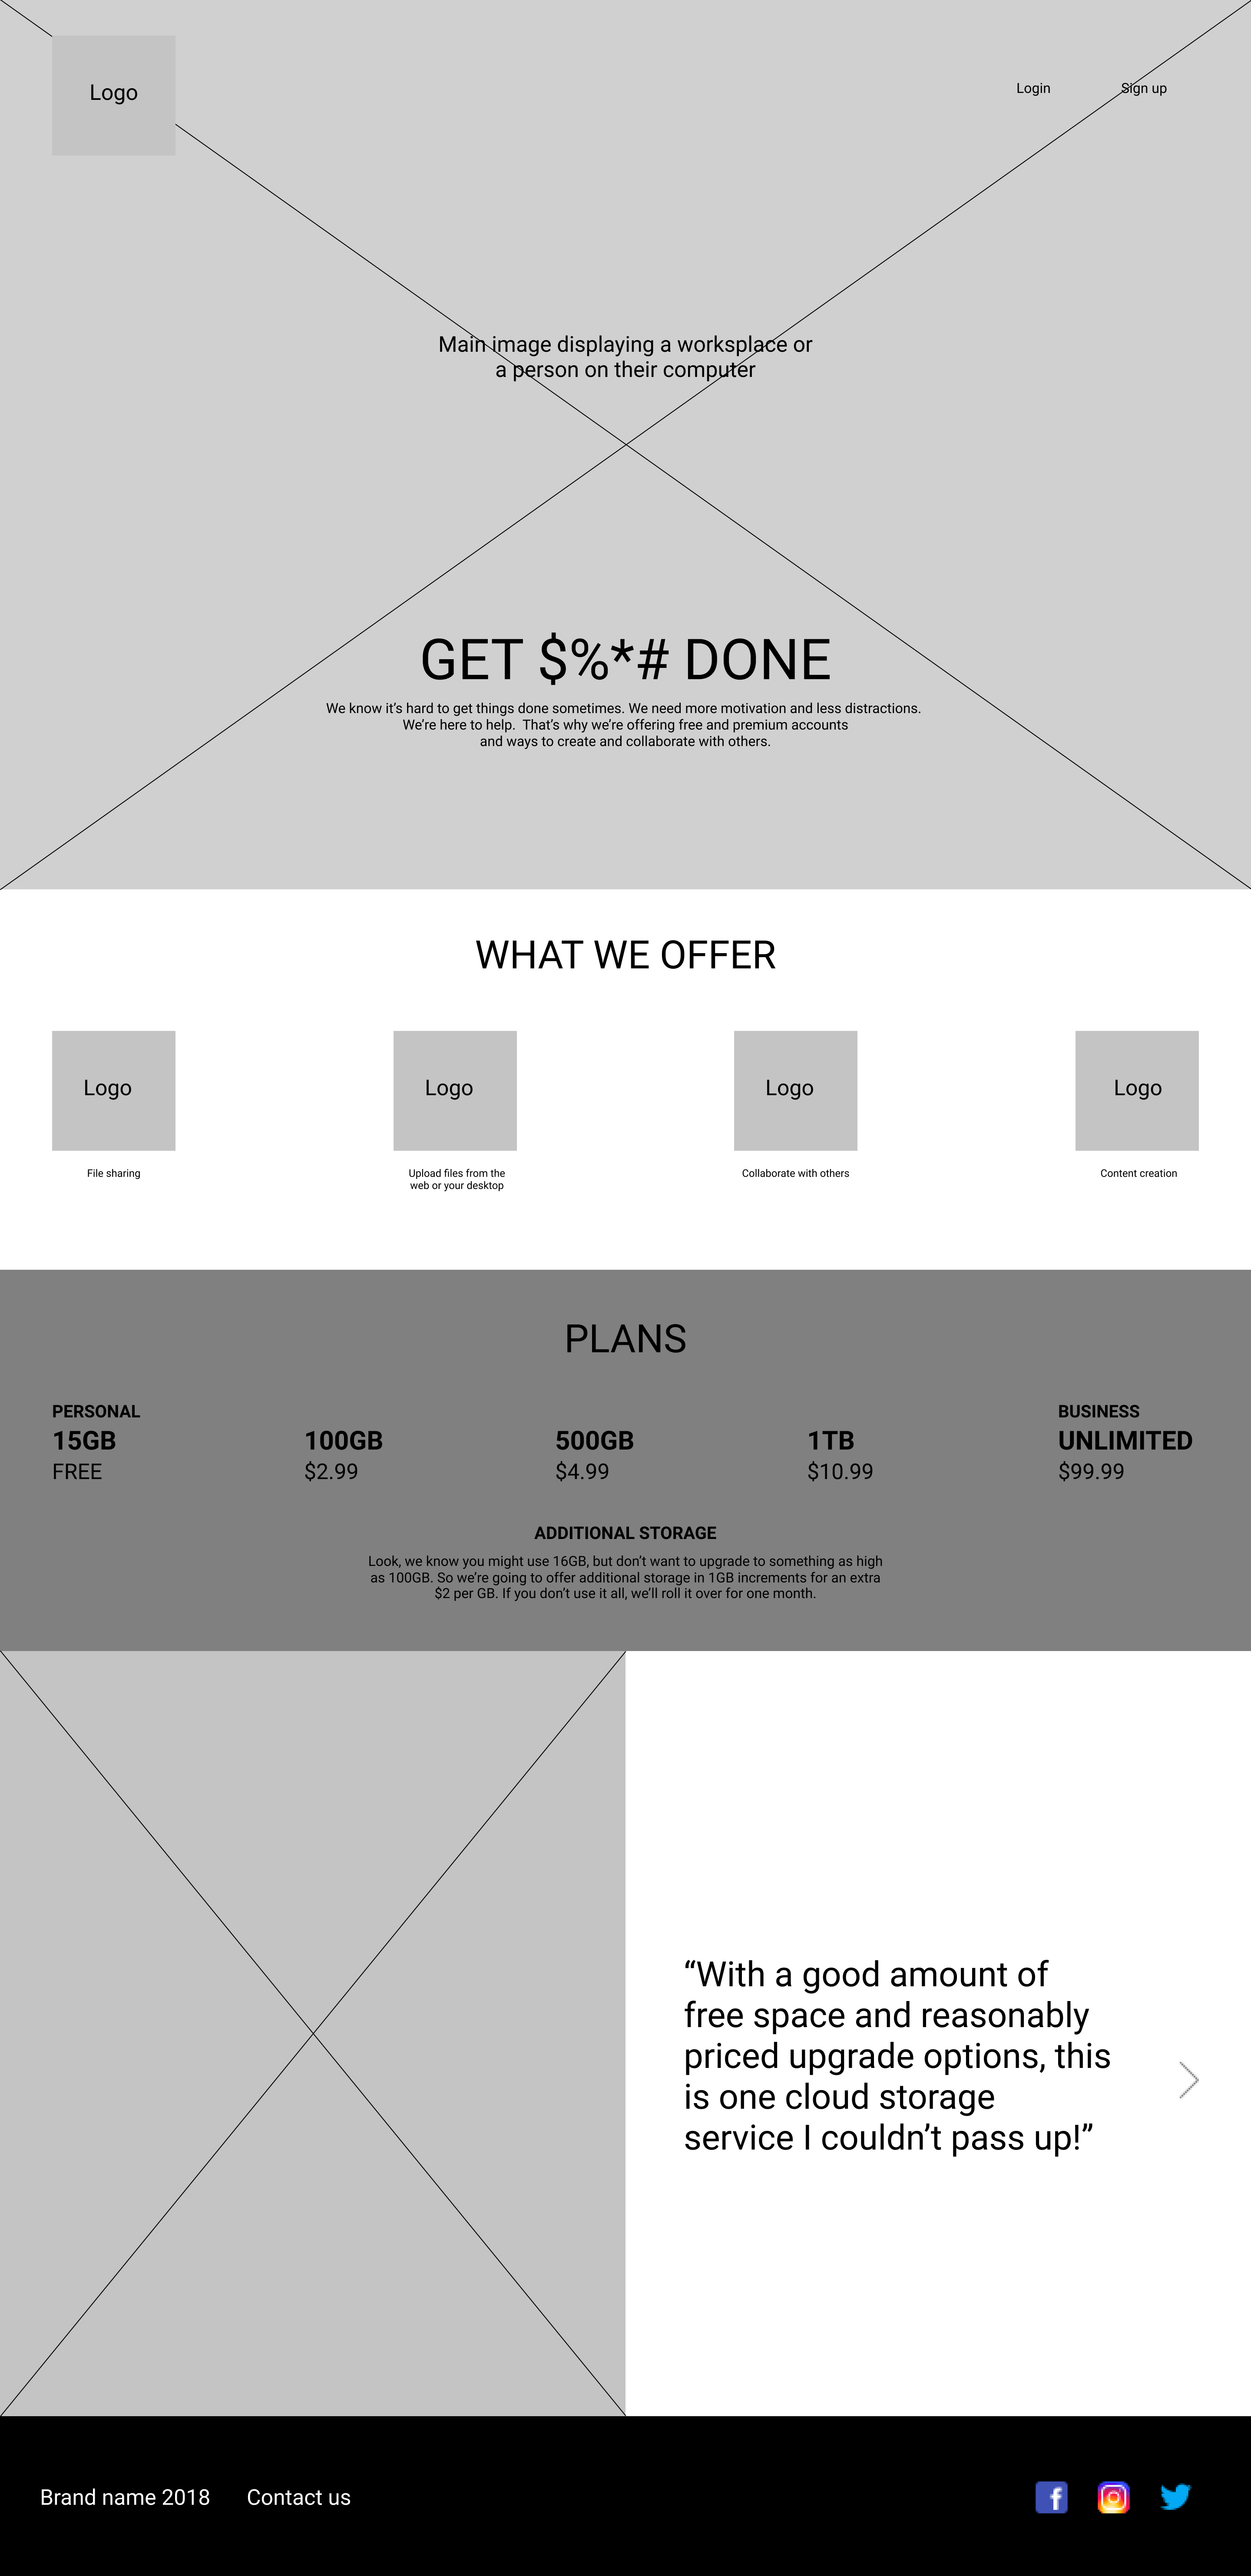 Logo
Login
Sign up
Main image displaying a worksplace or
a person on their computer
GET $%*# DONE
We know it’s hard to get things done sometimes. We need more motivation and less distractions.
We’re here to help.  That’s why we’re offering free and premium accounts
and ways to create and collaborate with others.
WHAT WE OFFER
Logo
File sharing
Logo
Upload files from the
web or your desktop
Logo
Collaborate with others
Logo
Content creation
PLANS
PERSONAL
15GB
FREE
100GB
$2.99
500GB
$4.99
1TB
$10.99
BUSINESS
UNLIMITED
$99.99
ADDITIONAL STORAGE
Look, we know you might use 16GB, but don’t want to upgrade to something as high
as 100GB. So we’re going to offer additional storage in 1GB increments for an extra
$2 per GB. If you don’t use it all, we’ll roll it over for one month.
“With a good amount of
free space and reasonably
priced upgrade options, this
is one cloud storage
service I couldn’t pass up!”
Brand name 2018
Contact us